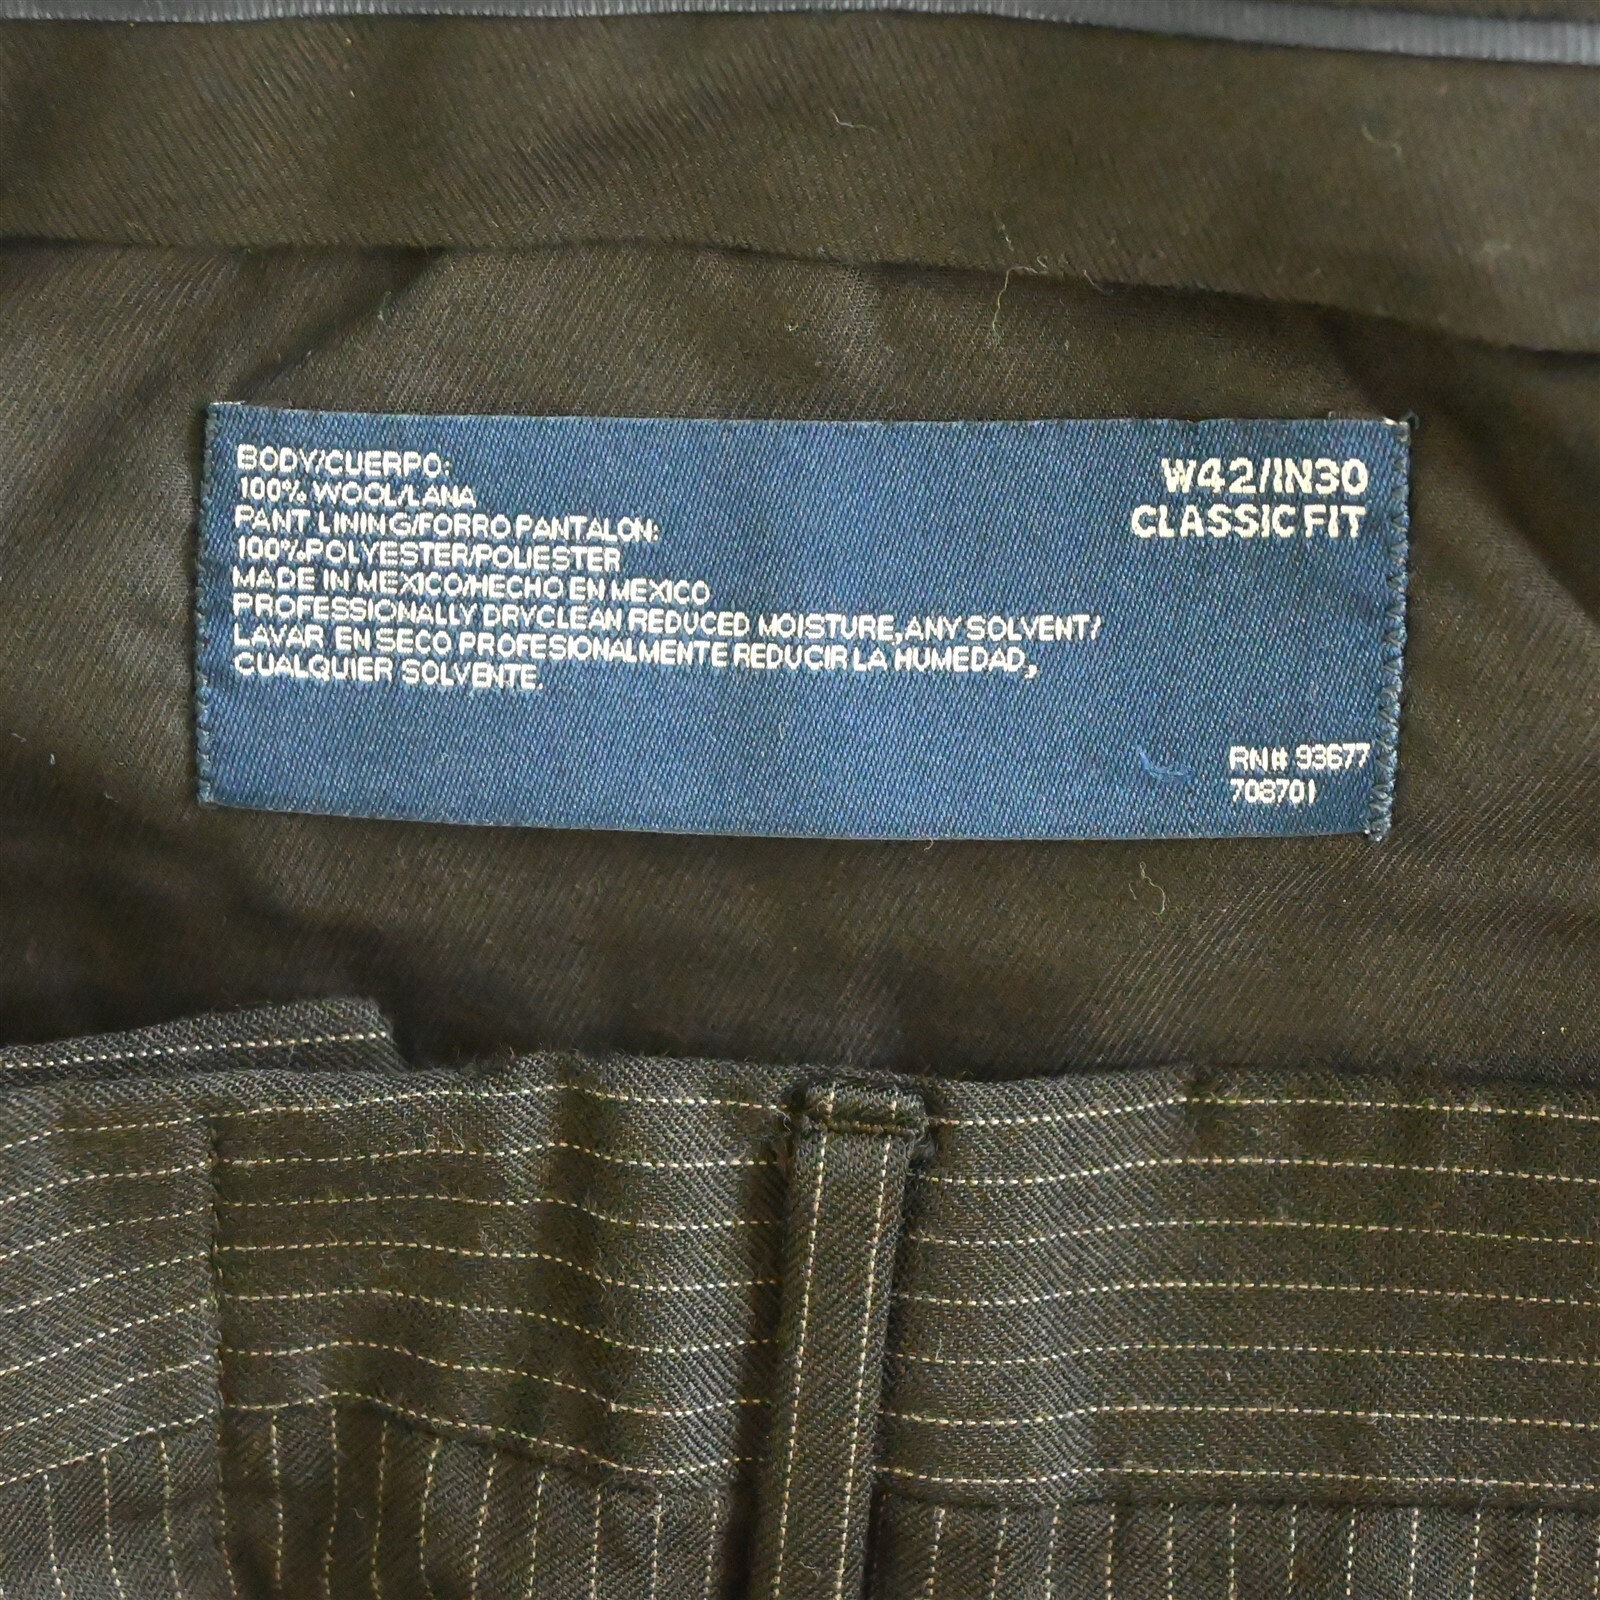 BODY/CUERPO:
100% WOOL/LANA
PANT LINING/FORRO PANTALON:
100% POLYESTER/POLIESTER
MADE IN MEXICO/HECHO EN MEXICO
PROFESSIONALLY DRYCLEAN REDUCED MOISTURE, ANY SOLVENT/
LAVAR EN SECO PROFESIONALMENTE REDUCIR LA HUMEDAD,
CUALQUIER SOLVENTE.
W42/IN30
CLASSIC FIT
RN# 93677
708701